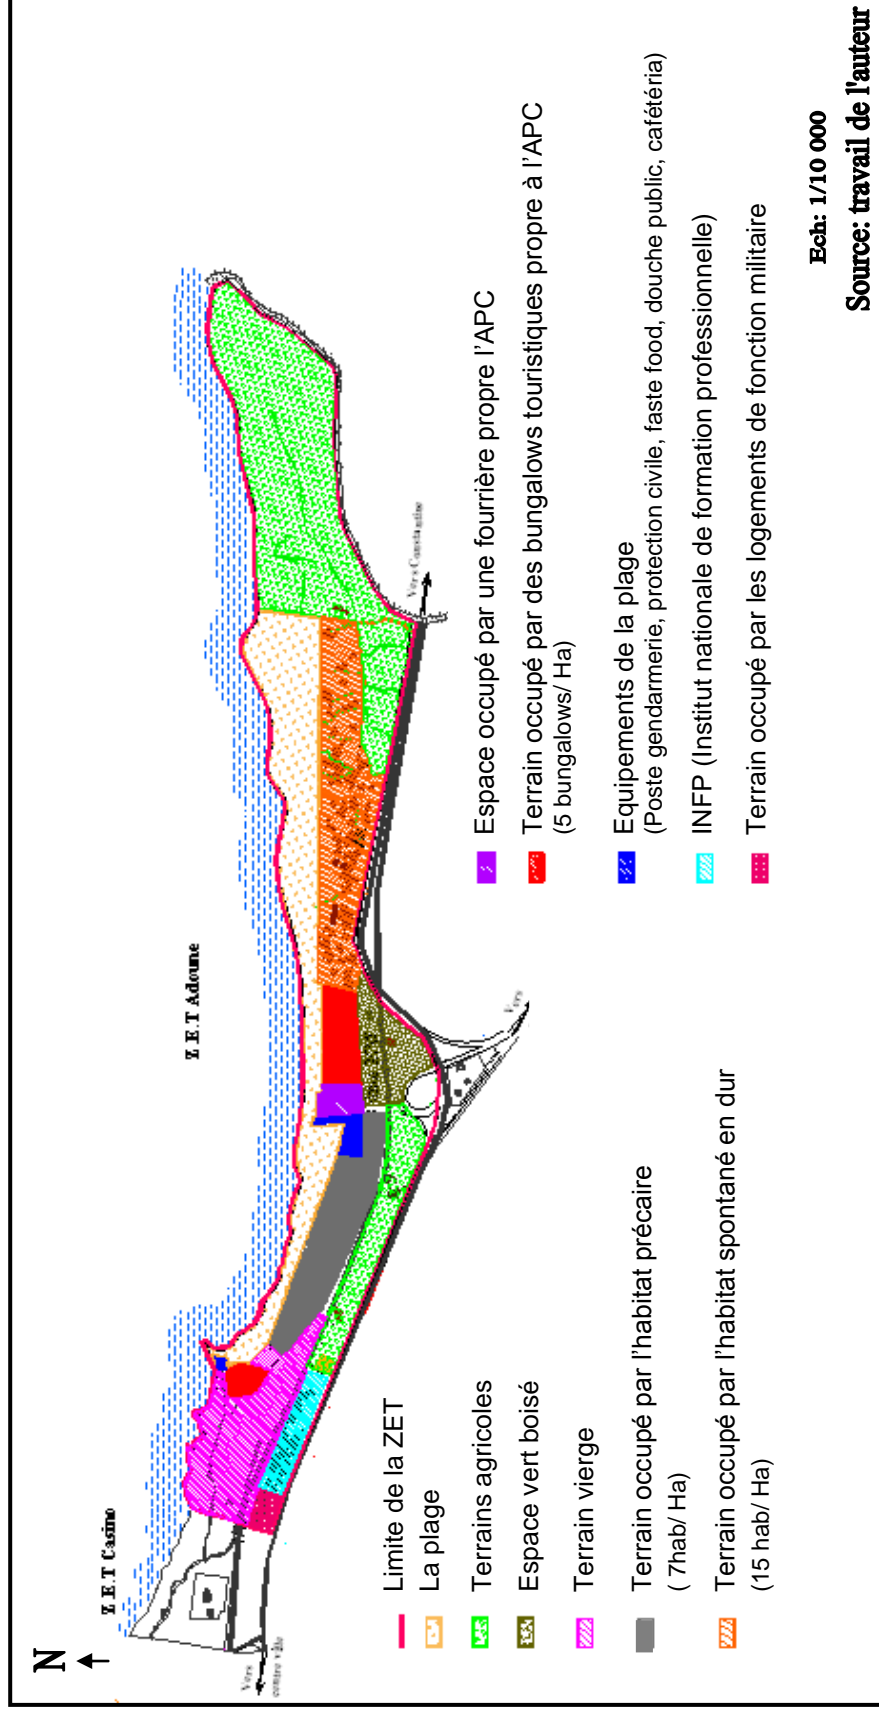 N
Z.E.T Casino
Z.E.T Adoune
Vers
centre ville
Vers
Vers Constantine
Limite de la ZET
La plage
Terrains agricoles
Espace vert boisé
Terrain vierge
Terrain occupé par l'habitat précaire
( 7hab/ Ha)
Terrain occupé par l'habitat spontané en dur
(15 hab/ Ha)
Espace occupé par une fourrière propre l'APC
Terrain occupé par des bungalows touristiques propre à l'APC
(5 bungalows/ Ha)
Equipements de la plage
(Poste gendarmerie, protection civile, faste food, douche public, cafétéria)
INFP (Institut nationale de formation professionnelle)
Terrain occupé par les logements de fonction militaire
Ech: 1/10 000
Source: travail de l'auteur